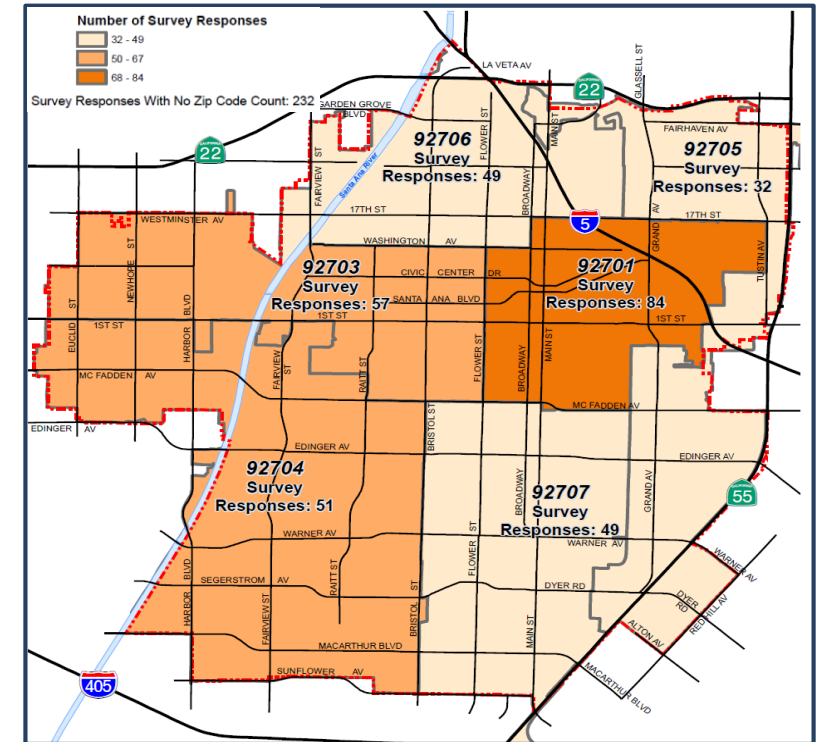 Number of Survey Responses
32 - 49
50 - 67
68 - 84
Survey Responses With No Zip Code Count: 232
LA VETA AV
CALIFORNIA
22
GLASSELL ST
GARDEN GROVE
BLVD
CALIFORNIA
22
FAIRVIEW ST
Santa Ana River
92706
Survey
Responses: 49
FLOWER ST
MAIN ST
BROADWAY
FAIRHAVEN AV
92705
Survey
Responses: 32
17TH ST
WESTMINSTER AV
5
GRAND AV
17TH ST
TUSTIN AV
NEWHOPE ST
WASHINGTON AV
92703
Survey
Responses: 57
CIVIC CENTER DR
SANTA ANA BLVD
92701
Survey
Responses: 84
EUCLID ST
HARBOR BLVD
1ST ST
1ST ST
1ST ST
FAIRVIEW ST
RAITT ST
FLOWER ST
BROADWAY
MAIN ST
MC FADDEN AV
MC FADDEN AV
EDINGER AV
BRISTOL ST
EDINGER AV
EDINGER AV
92704
Survey
Responses: 51
BROADWAY
92707
Survey
Responses: 49
GRAND AV
CALIFORNIA
55
WARNER AV
FLOWER ST
WARNER AV
WARNER AV
HARBOR BLVD
SEGERSTROM AV
RAITT ST
BRISTOL ST
DYER RD
DYER RD
RED HILL AV
FAIRVIEW ST
MAIN ST
ALTON AV
MACARTHUR BLVD
MACARTHUR BLVD
SUNFLOWER AV
405